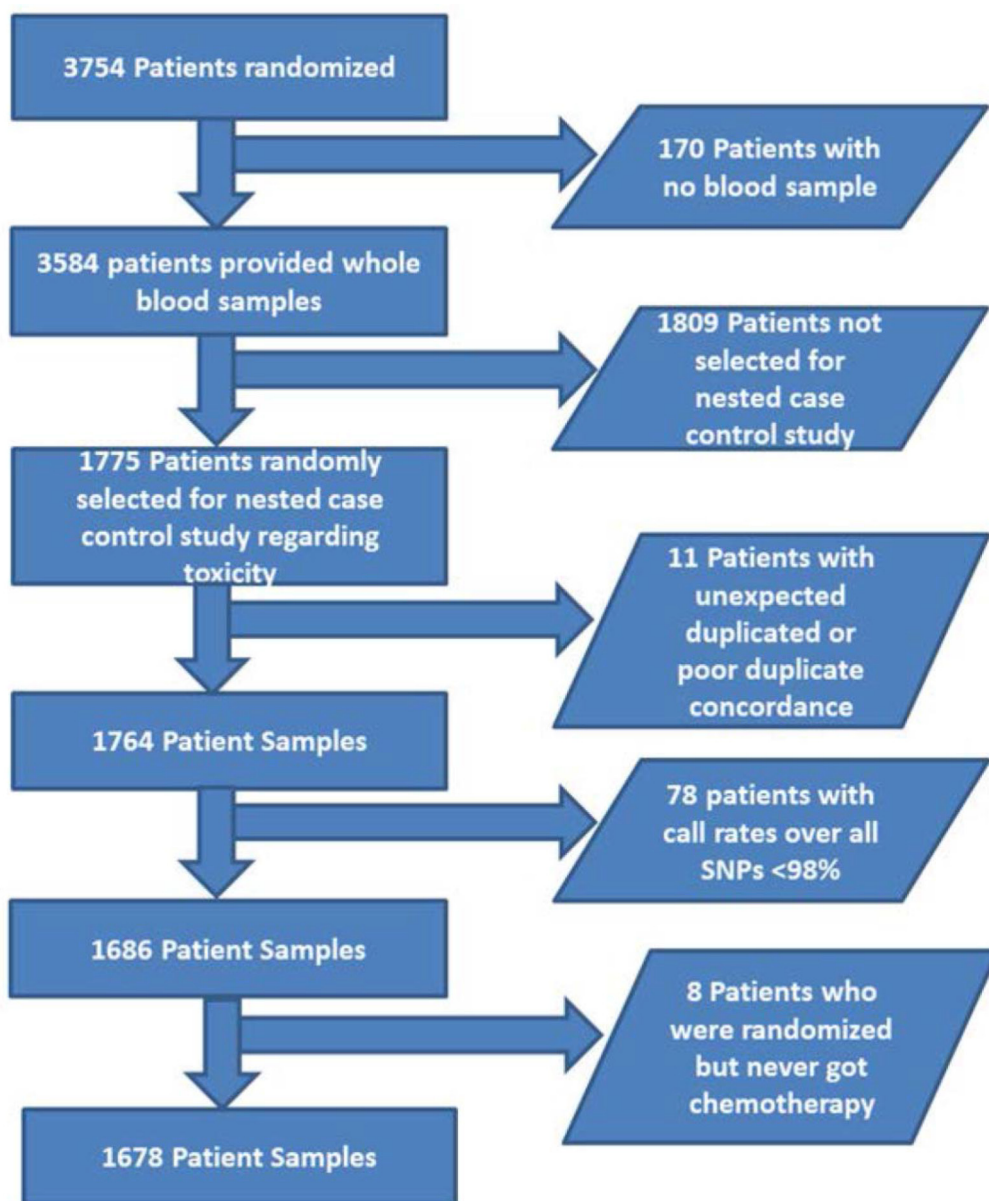 3754 Patients randomized
170 Patients with
no blood sample
3584 patients provided whole
blood samples
1809 Patients not
selected for
nested case
control study
1775 Patients randomly
selected for nested case
control study regarding
toxicity
11 Patients with
unexpected
duplicated or
poor duplicate
concordance
1764 Patient Samples
78 patients with
call rates over all
SNPs <98%
1686 Patient Samples
8 Patients who
were randomized
but never got
chemotherapy
1678 Patient Samples